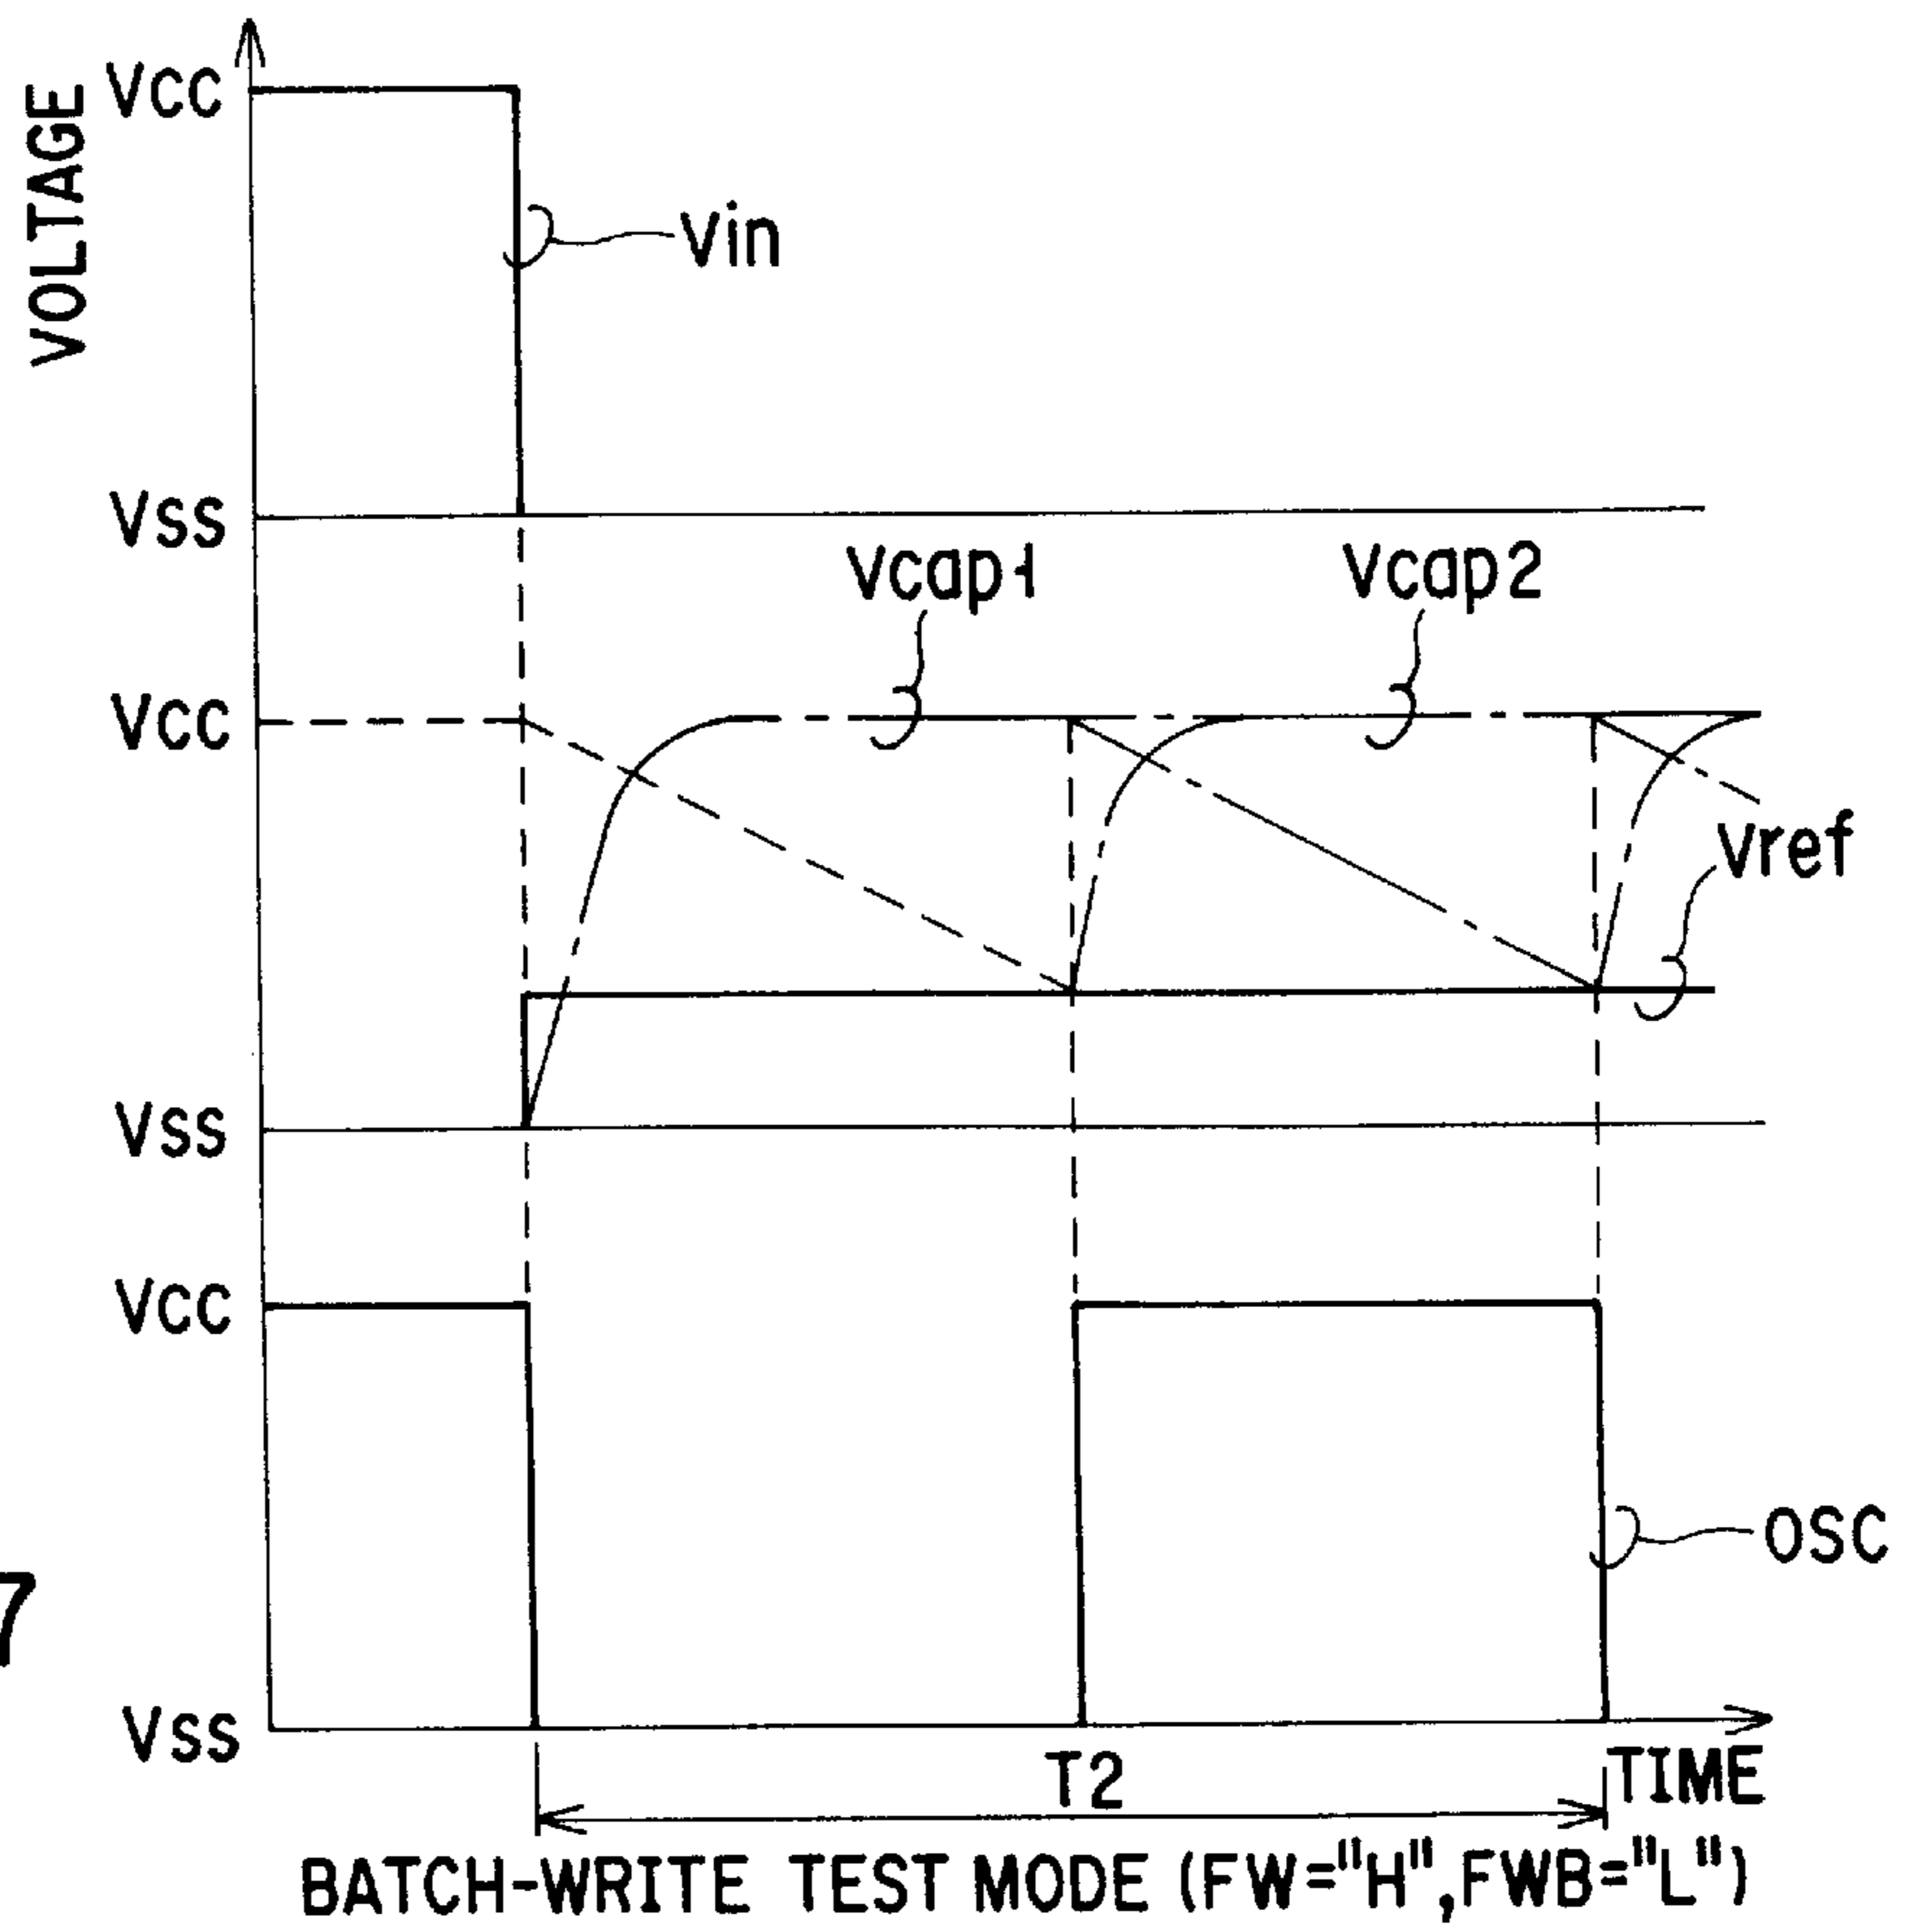 VOLTAGE
VCC
Vin
VSS
Vcap1
Vcap2
VCC
Vref
VSS
VCC
OSC
7
VSS
T2
TIME
BATCH-WRITE TEST MODE (FW="H",FWB="L")